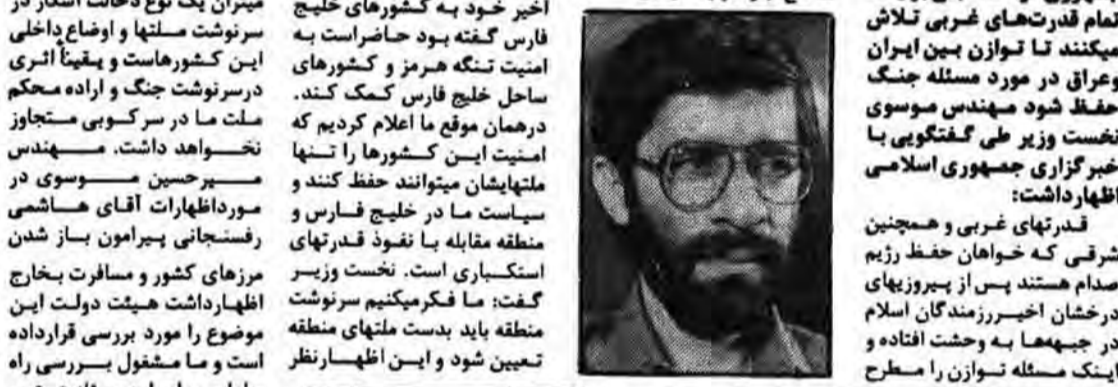 تمام قدرت‌های غربی تلاش
میکنند تا توازن بین ایران
وعراق در مورد مسئله جنگ
حفظ شود مهندس موسوی
نخست وزیر طی گفتگویی با
خبرگزاری جمهوری اسلامی
اظهارداشت:
قدرتهای غربی و همچنین
شرقی که خواهان حفظ رژیم
صدام هستند پس از پیروزیهای
درخشان اخیررزمندگان اسلام
در جبهه‌ها به وحشت افتاده و
اینک مسئله توازن را مطرح
اخیر خود به کشورهای خلیج
فارس گفته بود حاضراست به
امنیت تنگه هرمز و کشورهای
ساحل خلیج فارس کمک کند.
درهمان موقع ما اعلام کردیم که
امنیت این کشورها را تنها
ملتهایشان میتوانند حفظ کنند و
سیاست ما در خلیج فارس و
منطقه مقابله با نفوذ قدرتهای
استکباری است. نخست وزیر
گفت: ما فکرمیکنیم سرنوشت
منطقه باید بدست ملتهای منطقه
تعیین شود و این اظهارنظر
میتران یک نوع دخالت آشکار در
سرنوشت ملتها و اوضاع داخلی
این کشورهاست و یقیناً اثری
درسرنوشت جنگ و اراده محکم
ملت ما در سرکوبی متجاوز
نخواهد داشت. مهندس
میرحسین موسوی در
مورداظهارات آقای هاشمی
رفسنجانی پیرامون باز شدن
مرزهای کشور و مسافرت بخارج
اظهارداشت هیئت دولت این
موضوع را مورد بررسی قرارداده
است و ما مشغول بررسی راه